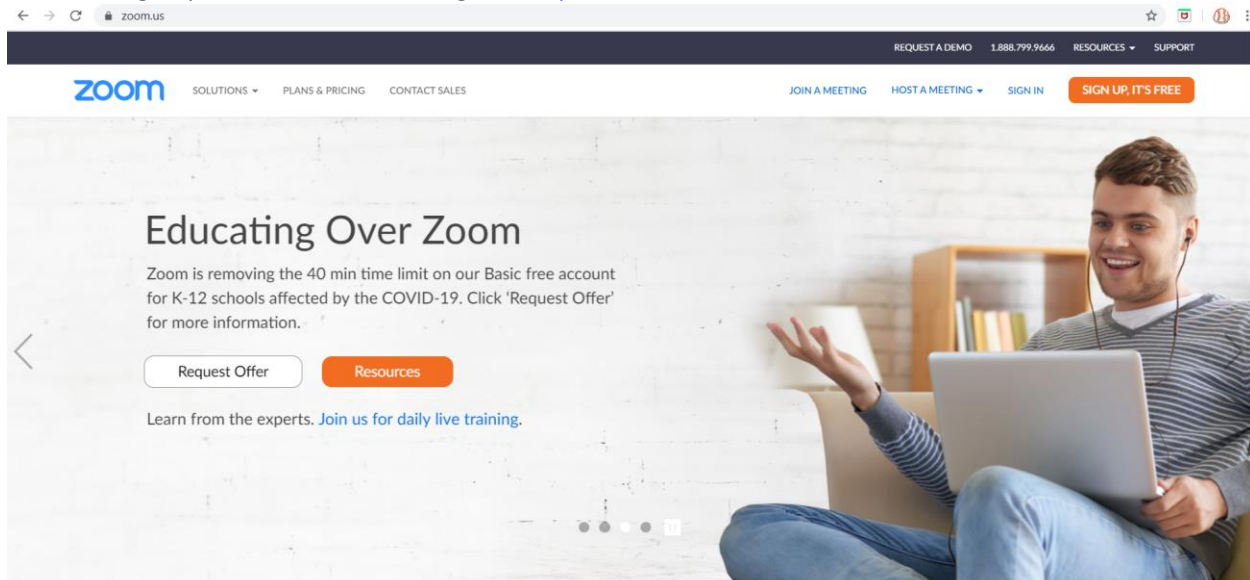 zoom.us
REQUEST A DEMO 1.888.799.9666 RESOURCES SUPPORT
zoom SOLUTIONS PLANS & PRICING CONTACT SALES JOIN A MEETING HOST A MEETING SIGN IN SIGN UP, IT'S FREE
Educating Over Zoom
Zoom is removing the 40 min time limit on our Basic free account
for K-12 schools affected by the COVID-19. Click 'Request Offer'
for more information.
Request Offer Resources
Learn from the experts. Join us for daily live training.